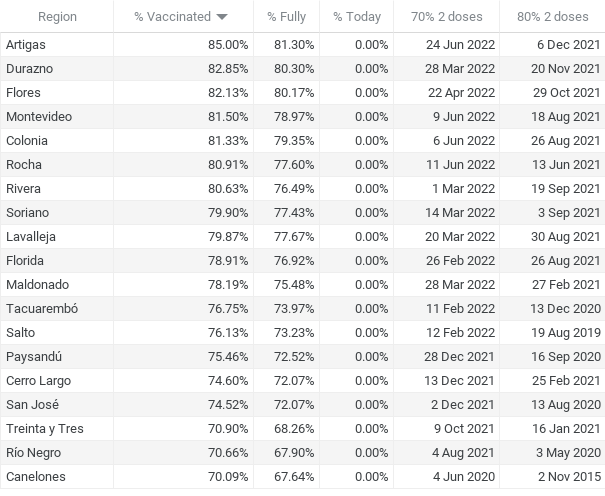 Region % Vaccinated % Fully % Today 70% 2 doses 80% 2 doses
Artigas 85.00% 81.30% 0.00% 24 Jun 2022 6 Dec 2021
Durazno 82.85% 80.30% 0.00% 28 Mar 2022 20 Nov 2021
Flores 82.13% 80.17% 0.00% 22 Apr 2022 29 Oct 2021
Montevideo 81.50% 78.97% 0.00% 9 Jun 2022 18 Aug 2021
Colonia 81.33% 79.35% 0.00% 6 Jun 2022 26 Aug 2021
Rocha 80.91% 77.60% 0.00% 11 Jun 2022 13 Jun 2021
Rivera 80.63% 76.49% 0.00% 1 Mar 2022 19 Sep 2021
Soriano 79.90% 77.43% 0.00% 14 Mar 2022 3 Sep 2021
Lavalleja 79.87% 77.67% 0.00% 20 Mar 2022 30 Aug 2021
Florida 78.91% 76.92% 0.00% 26 Feb 2022 26 Aug 2021
Maldonado 78.19% 75.48% 0.00% 28 Mar 2022 27 Feb 2021
Tacuarembó 76.75% 73.97% 0.00% 11 Feb 2022 13 Dec 2020
Salto 76.13% 73.23% 0.00% 12 Feb 2022 19 Aug 2019
Paysandú 75.46% 72.52% 0.00% 28 Dec 2021 16 Sep 2020
Cerro Largo 74.60% 72.07% 0.00% 13 Dec 2021 25 Feb 2021
San José 74.52% 72.07% 0.00% 2 Dec 2021 13 Aug 2020
Treinta y Tres 70.90% 68.26% 0.00% 9 Oct 2021 16 Jan 2021
Río Negro 70.66% 67.90% 0.00% 4 Aug 2021 3 May 2020
Canelones 70.09% 67.64% 0.00% 4 Jun 2020 2 Nov 2015